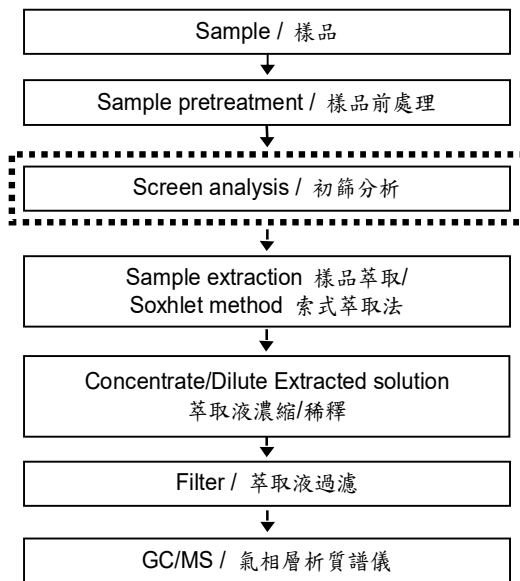 Sample / 樣品
Sample pretreatment / 樣品前處理
Screen analysis / 初篩分析
Sample extraction 樣品萃取/
Soxhlet method 索式萃取法
Concentrate/Dilute Extracted solution
萃取液濃縮/稀釋
Filter / 萃取液過濾
GC/MS / 氣相層析質譜儀